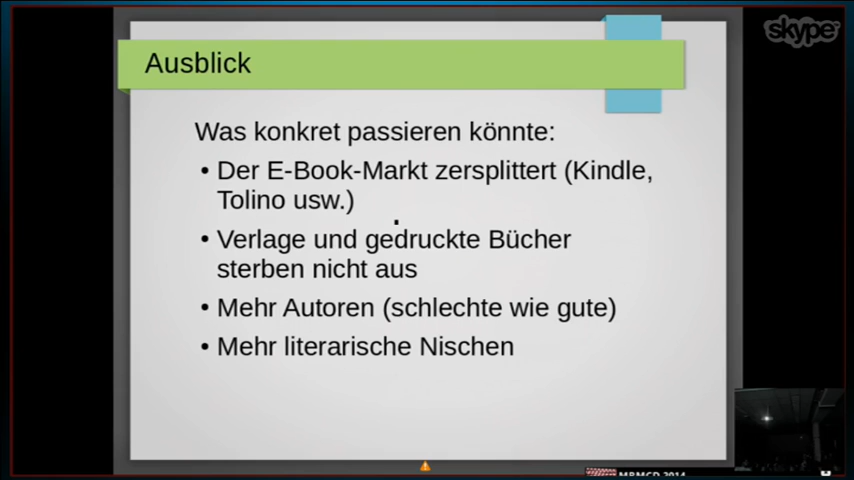 skype
Ausblick
Was konkret passieren könnte:
• Der E-Book-Markt zersplittert (Kindle,
Tolino usw.)
• Verlage und gedruckte Bücher
sterben nicht aus
• Mehr Autoren (schlechte wie gute)
• Mehr literarische Nischen
MRMCD 2014